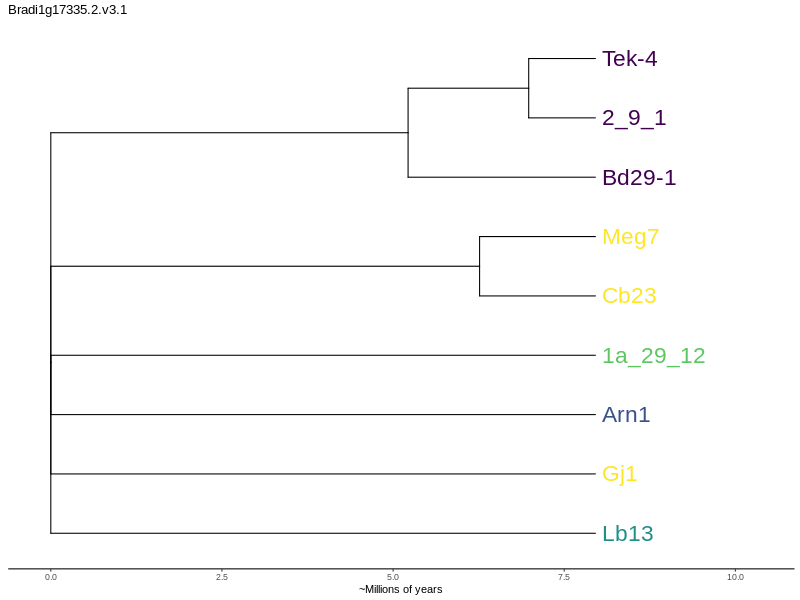 Bradi1g17335.2.v3.1
Tek-4
2_9_1
Bd29-1
Meg7
Cb23
1a_29_12
Arn1
Gj1
Lb13
0.0 2.5 5.0 7.5 10.0
~Millions of years